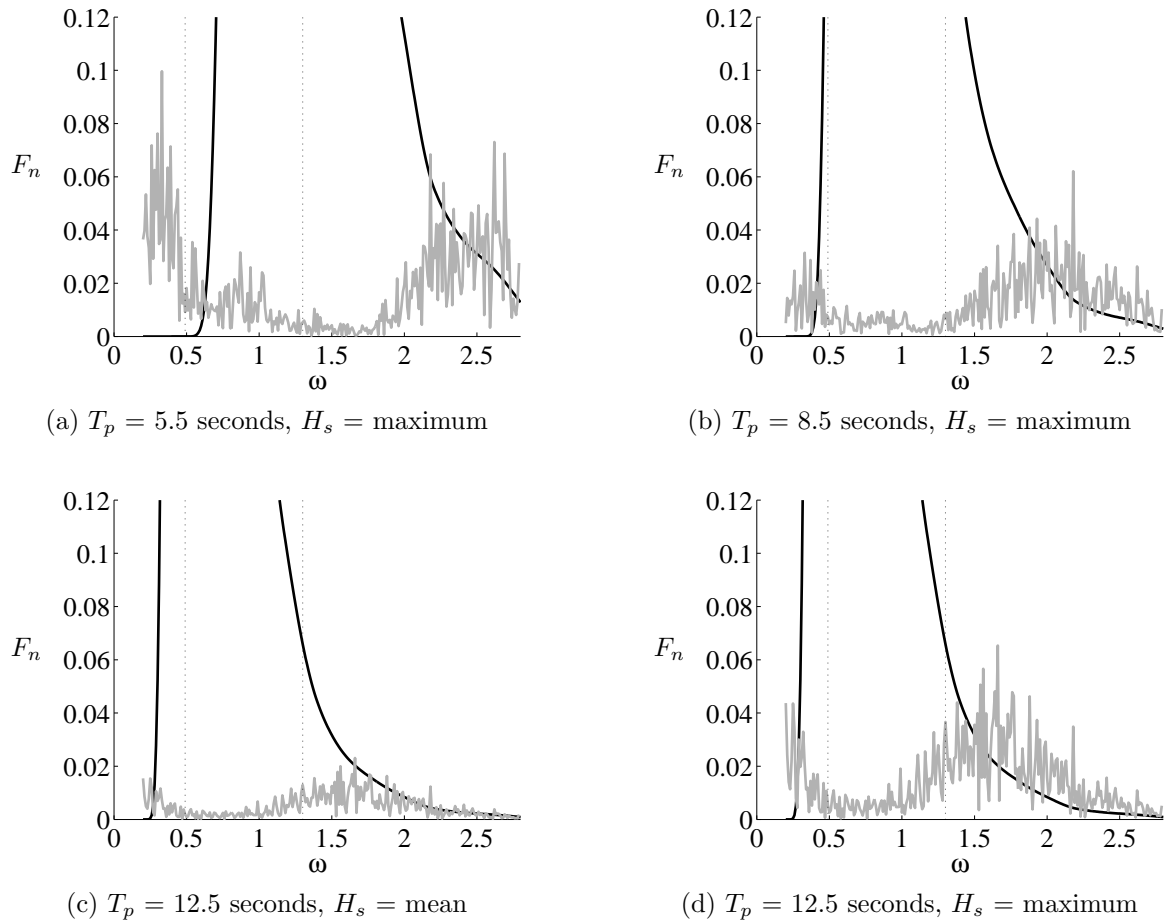 0.12
0.1
0.08
F_n 0.06
0.04
0.02
0
0 0.5 1 1.5 2 2.5
ω
(a) T_p = 5.5 seconds, H_s = maximum
0.12
0.1
0.08
F_n 0.06
0.04
0.02
0
0 0.5 1 1.5 2 2.5
ω
(b) T_p = 8.5 seconds, H_s = maximum
0.12
0.1
0.08
F_n 0.06
0.04
0.02
0
0 0.5 1 1.5 2 2.5
ω
(c) T_p = 12.5 seconds, H_s = mean
0.12
0.1
0.08
F_n 0.06
0.04
0.02
0
0 0.5 1 1.5 2 2.5
ω
(d) T_p = 12.5 seconds, H_s = maximum